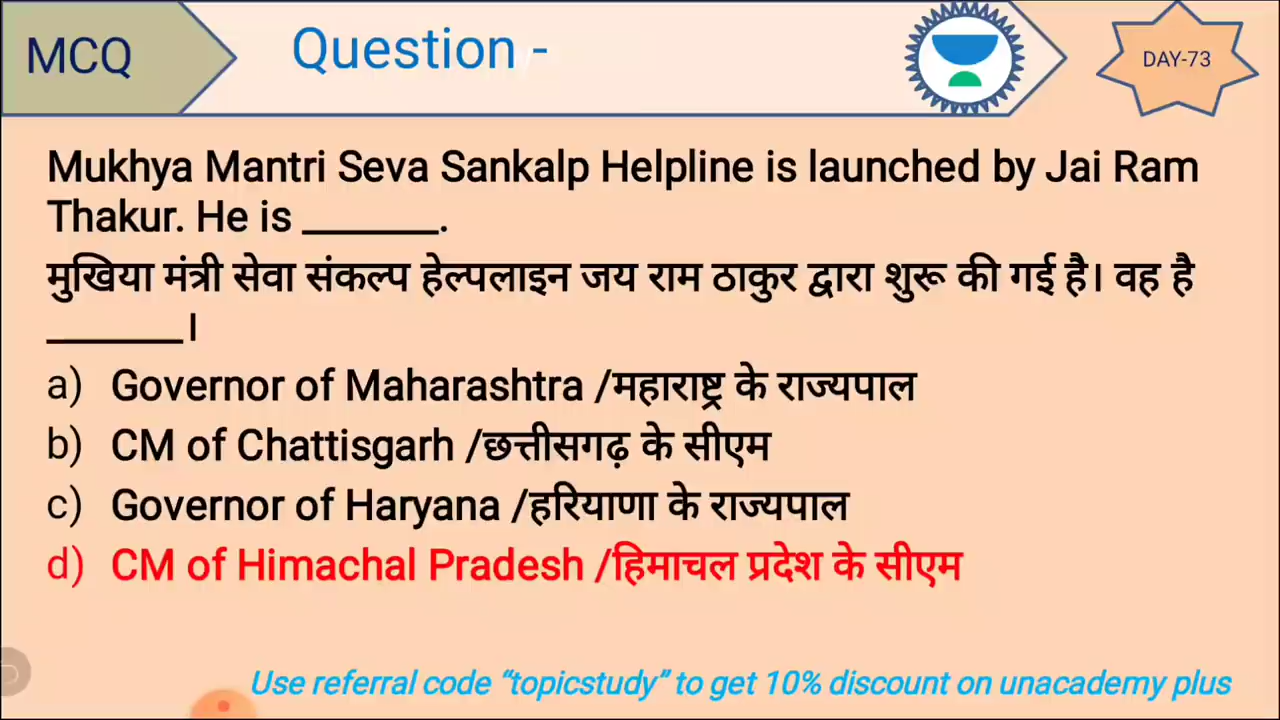 MCQ
Question -
DAY-73
Mukhya Mantri Seva Sankalp Helpline is launched by Jai Ram
Thakur. He is ______.
मुखिया मंत्री सेवा संकल्प हेल्पलाइन जय राम ठाकुर द्वारा शुरू की गई है। वह है
______।
a) Governor of Maharashtra /महाराष्ट्र के राज्यपाल
b) CM of Chattisgarh /छत्तीसगढ़ के सीएम
c) Governor of Haryana /हरियाणा के राज्यपाल
d) CM of Himachal Pradesh /हिमाचल प्रदेश के सीएम
Use referral code “topicstudy” to get 10% discount on unacademy plus